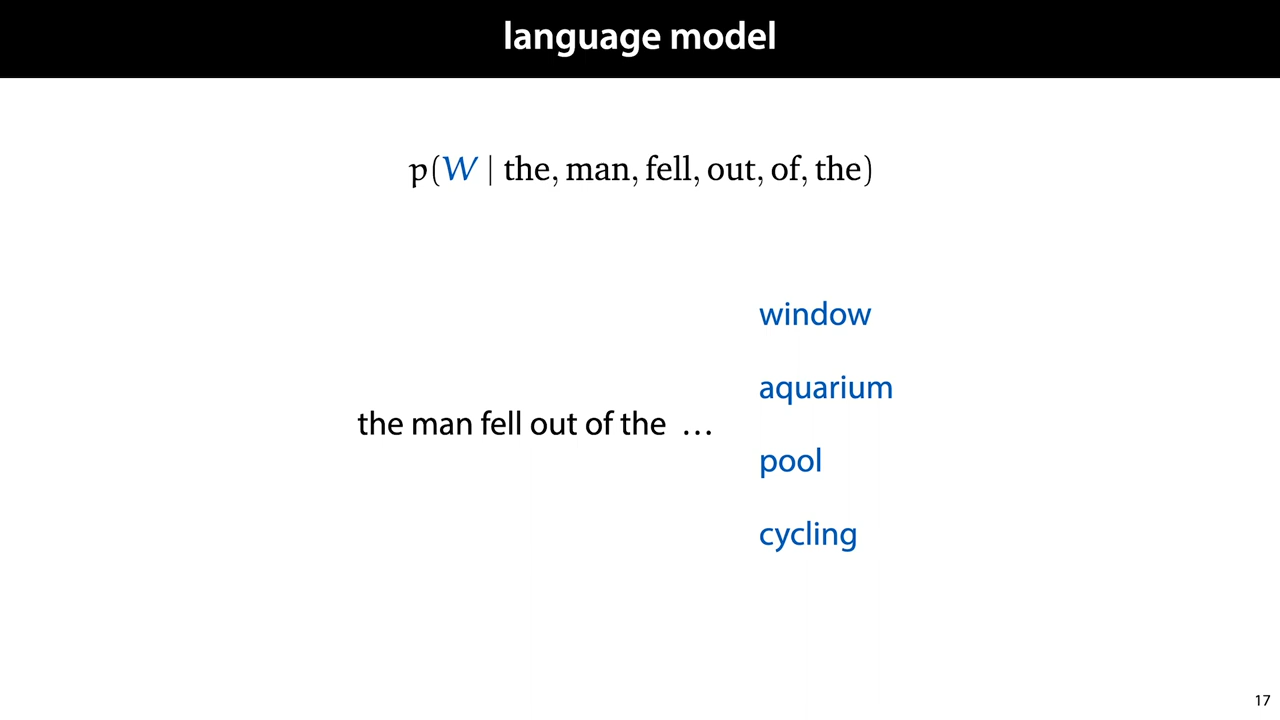 language model
p(W | the, man, fell, out, of, the)
window
aquarium
the man fell out of the …
pool
cycling
17